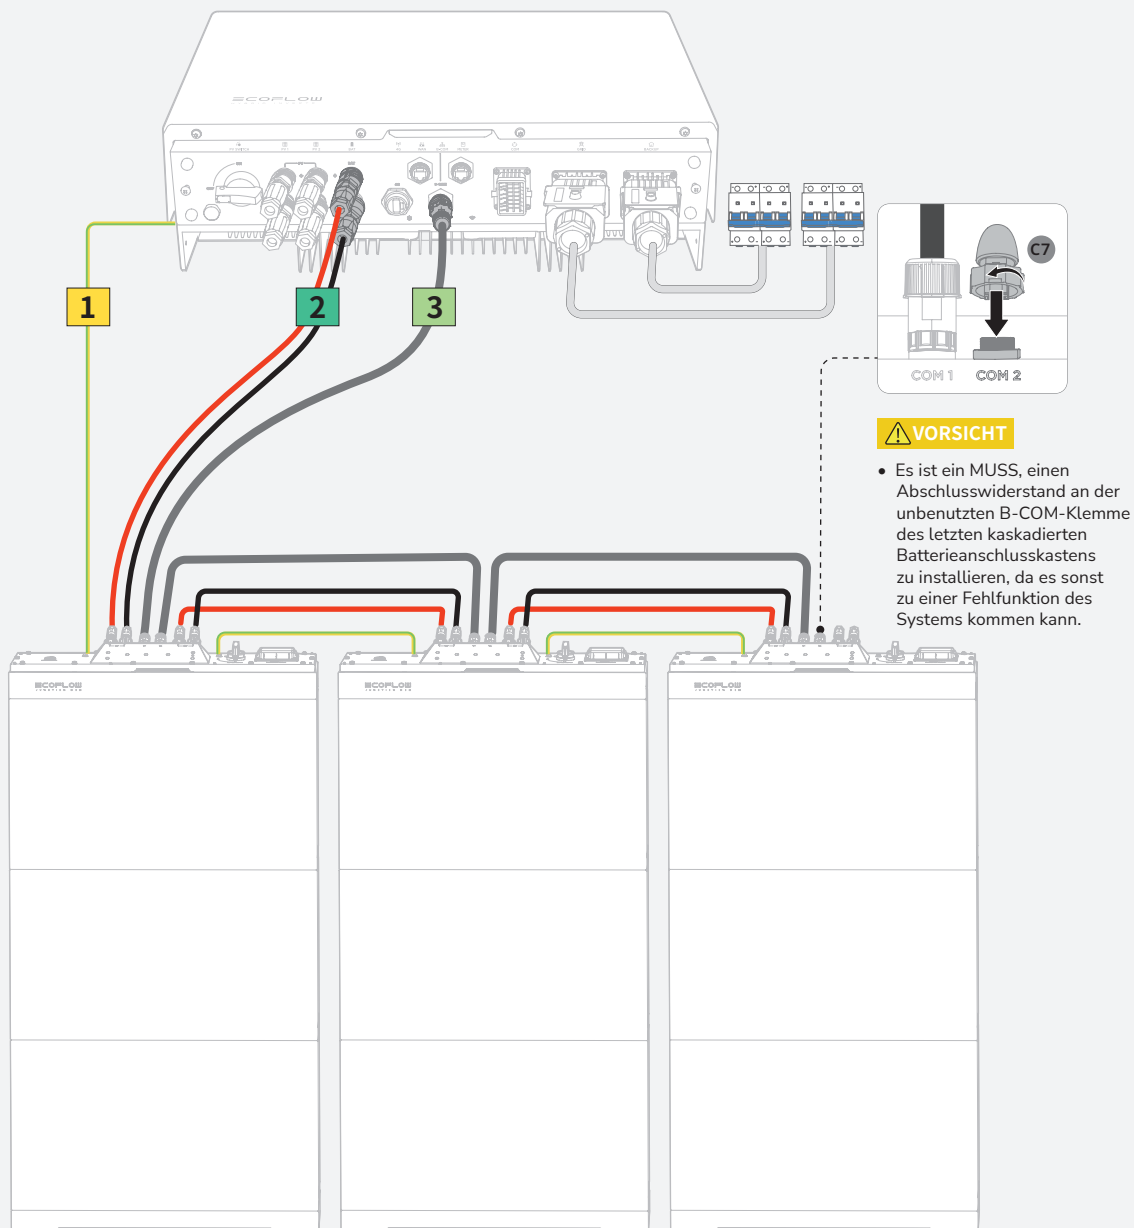 ECOFLOW
BAT
1
2
3
C7
COM 1
COM 2
VORSICHT
• Es ist ein MUSS, einen
Abschlusswiderstand an der
unbenutzten B-COM-Klemme
des letzten kaskadierten
Batterieanschlusskastens
zu installieren, da es sonst
zu einer Fehlfunktion des
Systems kommen kann.
ECOFLOW
ECOFLOW
ECOFLOW